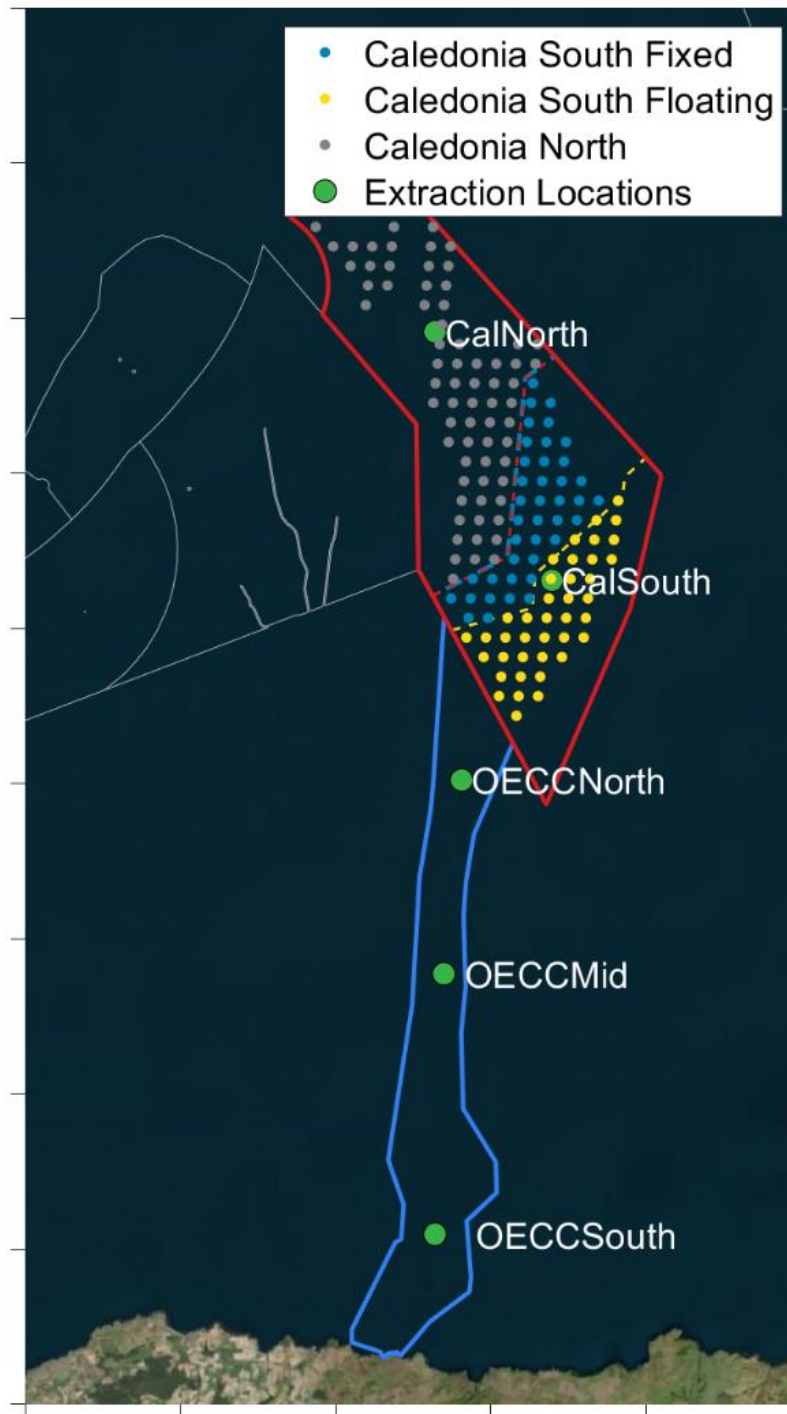 Caledonia South Fixed
Caledonia South Floating
Caledonia North
Extraction Locations
CalNorth
CalSouth
OECCNorth
OECCMid
OECCSouth